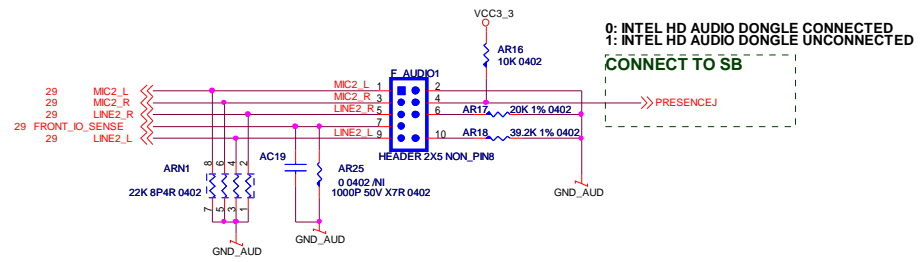 VCC3_3
0: INTEL HD AUDIO DONGLE CONNECTED
1: INTEL HD AUDIO DONGLE UNCONNECTED
AR16
10K 0402
CONNECT TO SB
F_AUDIO1
29 MIC2_L MIC2_L 1 2
29 MIC2_R MIC2_R 3 4 PRESENCEJ
29 LINE2_R LINE2_R 5 6 AR17 20K 1% 0402
29 FRONT_IO_SENSE 7
29 LINE2_L LINE2_L 9 10 AR18 39.2K 1% 0402
HEADER 2X5 NON_PIN8
ARN1
8 6 4 2
22K 8P4R 0402
7 5 3 1
AC19
AR25
0 0402 /NI
1000P 50V X7R 0402
GND_AUD
GND_AUD
GND_AUD